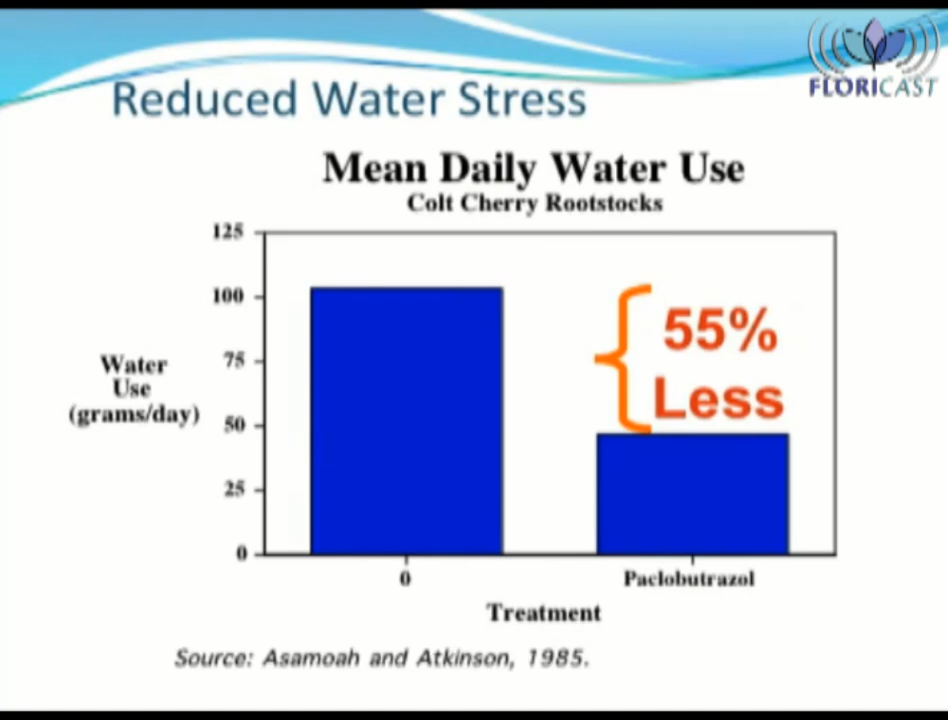 FLORICAST
Reduced Water Stress
Mean Daily Water Use
Colt Cherry Rootstocks
125
100
75
50
25
0
Water
Use
(grams/day)
55%
Less
0
Paclobutrazol
Treatment
Source: Asamoah and Atkinson, 1985.